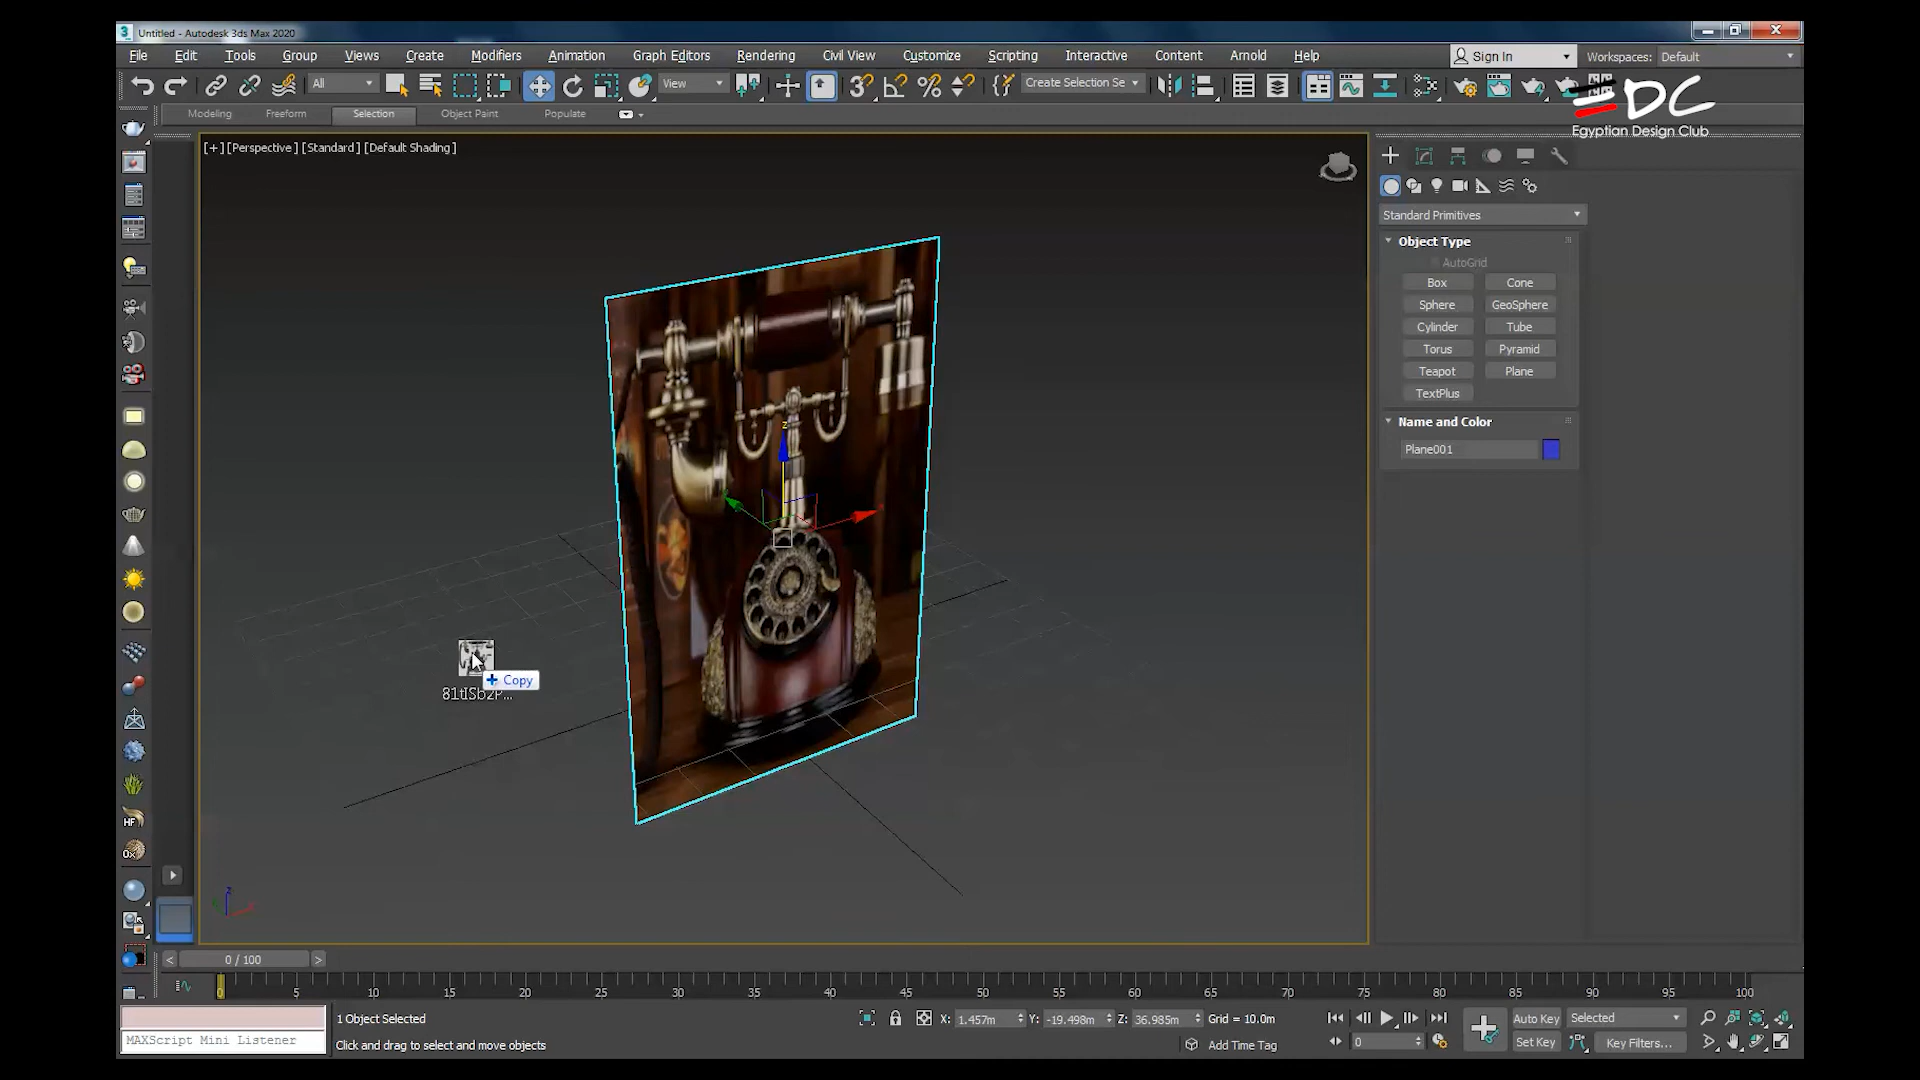 Untitled - Autodesk 3ds Max 2020
File Edit Tools Group Views Create Modifiers Animation Graph Editors Rendering Civil View Customize Scripting Interactive Content Arnold Help Sign In Workspaces: Default
All View Create Selection Se
EDC
Egyptian Design Club
Modeling Freeform Selection Object Paint Populate
[+] [Perspective] [Standard] [Default Shading]
Standard Primitives
Object Type
AutoGrid
Box Cone
Sphere GeoSphere
Cylinder Tube
Torus Pyramid
Teapot Plane
TextPlus
Name and Color
Plane001
Copy
81tISb2P...
HF
0 / 100
0 5 10 15 20 25 30 35 40 45 50 55 60 65 70 75 80 85 90 95 100
1 Object Selected X: 1.457m Y: -19.498m Z: 36.985m Grid = 10.0m Auto Key Selected
MAXScript Mini Listener Click and drag to select and move objects Add Time Tag 0 Set Key Key Filters...